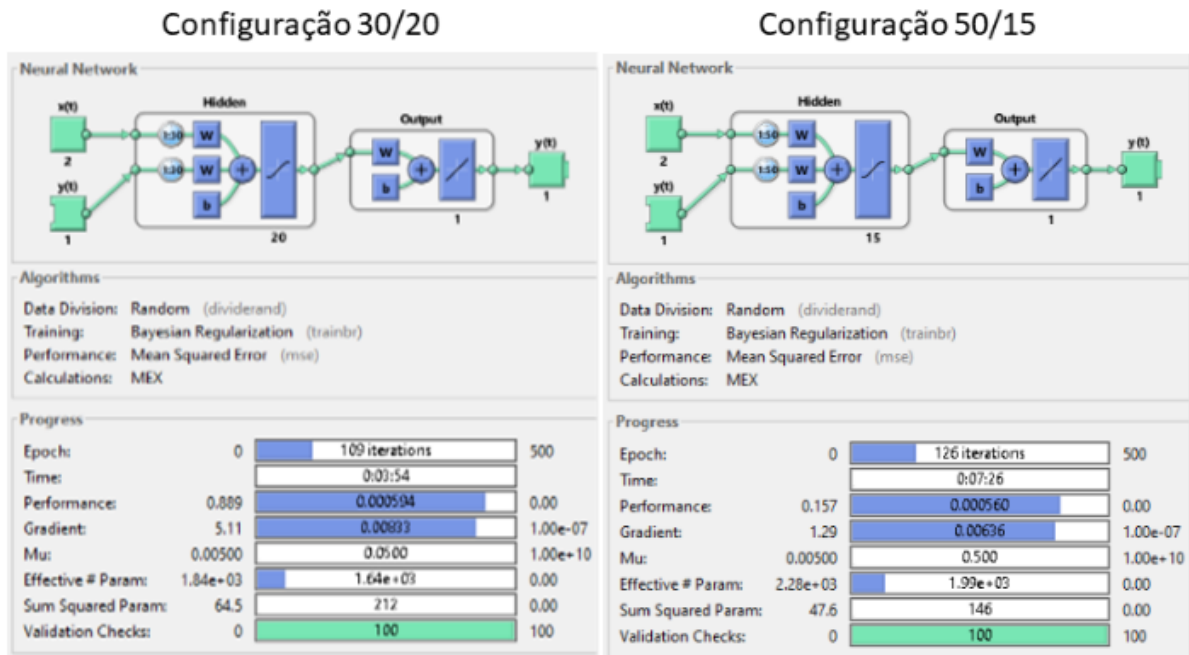 Configuração 30/20
Neural Network
Hidden
x(t)
1:30
W
Output
y(t)
2
W
y(t)
1:30
W
b
b
1
1
20
1
Algorithms
Data Division: Random (dividerand)
Training: Bayesian Regularization (trainbr)
Performance: Mean Squared Error (mse)
Calculations: MEX
Progress
Epoch: 0 109 iterations 500
Time: 0:03:54
Performance: 0.889 0.000594 0.00
Gradient: 5.11 0.00833 1.00e-07
Mu: 0.00500 0.0500 1.00e+10
Effective # Param: 1.84e+03 1.64e+03 0.00
Sum Squared Param: 64.5 212 0.00
Validation Checks: 0 100 100
Configuração 50/15
Neural Network
Hidden
x(t)
1:50
W
Output
y(t)
2
W
y(t)
1:50
W
b
b
1
1
15
1
Algorithms
Data Division: Random (dividerand)
Training: Bayesian Regularization (trainbr)
Performance: Mean Squared Error (mse)
Calculations: MEX
Progress
Epoch: 0 126 iterations 500
Time: 0:07:26
Performance: 0.157 0.000560 0.00
Gradient: 1.29 0.00636 1.00e-07
Mu: 0.00500 0.500 1.00e+10
Effective # Param: 2.28e+03 1.99e+03 0.00
Sum Squared Param: 47.6 146 0.00
Validation Checks: 0 100 100